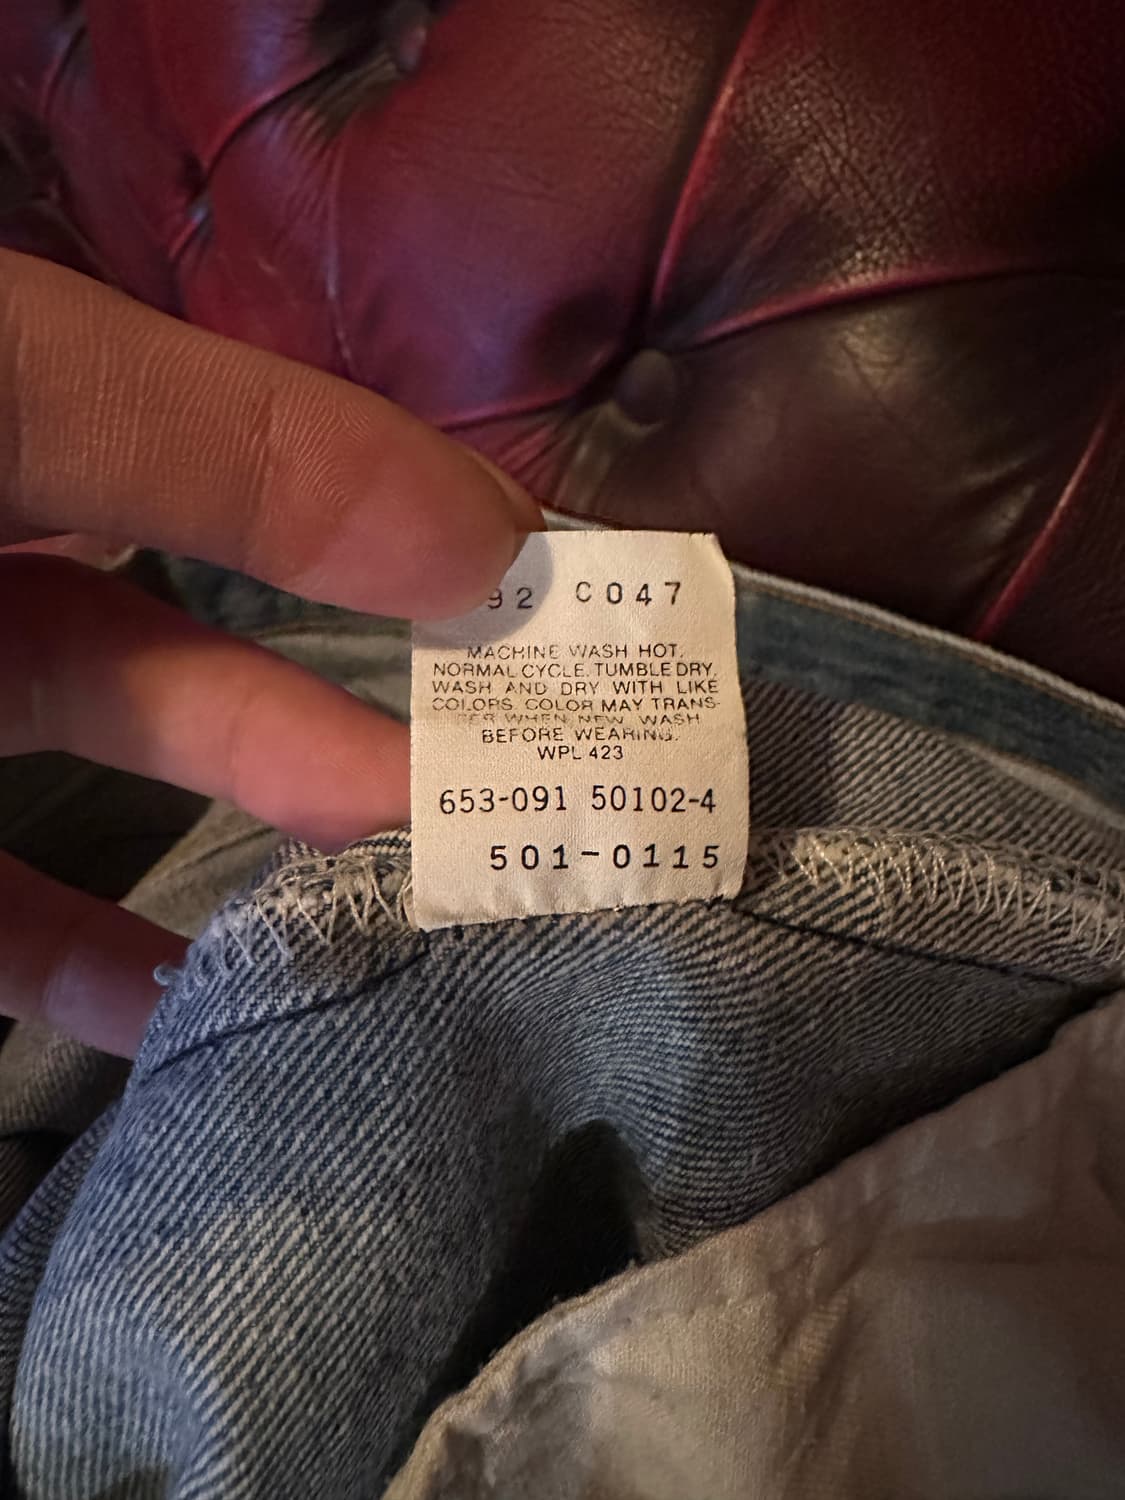 92 C047
MACHINE WASH HOT,
NORMAL CYCLE. TUMBLE DRY,
WASH AND DRY WITH LIKE
COLORS. COLOR MAY TRANS-
FER WHEN NEW WASH
BEFORE WEARING.
WPL 423
653-091 50102-4
501-0115